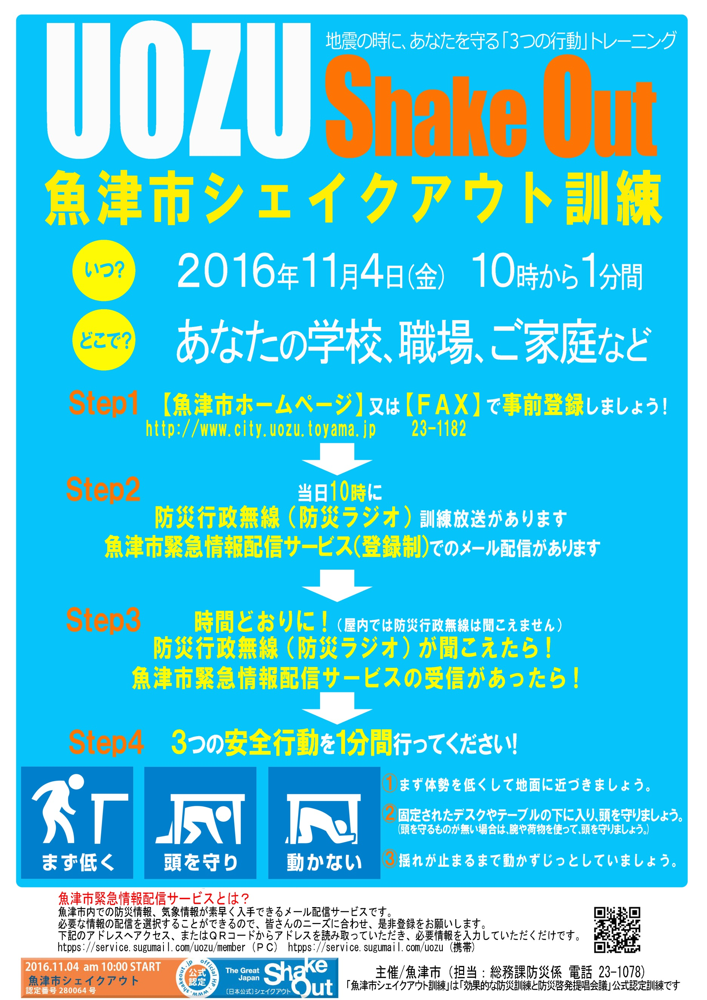 UOZU
地震の時に、あなたを守る「3つの行動」トレーニング
Shake Out
魚津市シェイクアウト訓練
いつ?
2016年11月4日(金) 10時から1分間
どこで?
あなたの学校、職場、ご家庭など
Step1 【魚津市ホームページ】又は【FAX】で事前登録しましょう!
http://www.city.uozu.toyama.jp 23-1182
Step2
当日10時に
防災行政無線(防災ラジオ)訓練放送があります
魚津市緊急情報配信サービス(登録制)でのメール配信があります
Step3 時間どおりに!(屋内では防災行政無線は聞こえません)
防災行政無線(防災ラジオ)が聞こえたら!
魚津市緊急情報配信サービスの受信があったら!
Step4 3つの安全行動を1分間行ってください!
まず低く
頭を守り
動かない
①まず体勢を低くして地面に近づきましょう。
②固定されたデスクやテーブルの下に入り、頭を守りましょう。
(頭を守るものが無い場合は、腕や荷物を使って、頭を守りましょう。)
③揺れが止まるまで動かずじっとしていましょう。
魚津市緊急情報配信サービスとは?
魚津市内での防災情報、気象情報が素早く入手できるメール配信サービスです。
必要な情報の配信を選択することができるので、皆さんのニーズに合わせ、是非登録をお願いします。
下記のアドレスへアクセス、またはQRコードからアドレスを読み取っていただき、必要情報を入力していただくだけです。
htpps://service.sugumail.com/uozu/member(PC) htpps://service.sugumail.com/uozu(携帯)
2016.11.04 am 10:00 START
魚津市シェイクアウト
認定番号 280064 号
official HP: www.shakeout.jp
公式
認定
The Great
Japan
Shake
Out
〔日本公式〕シェイクアウト
主催/魚津市(担当:総務課防災係 電話 23-1078)
「魚津市シェイクアウト訓練」は「効果的な防災訓練と防災啓発提唱会議」公式認定訓練です